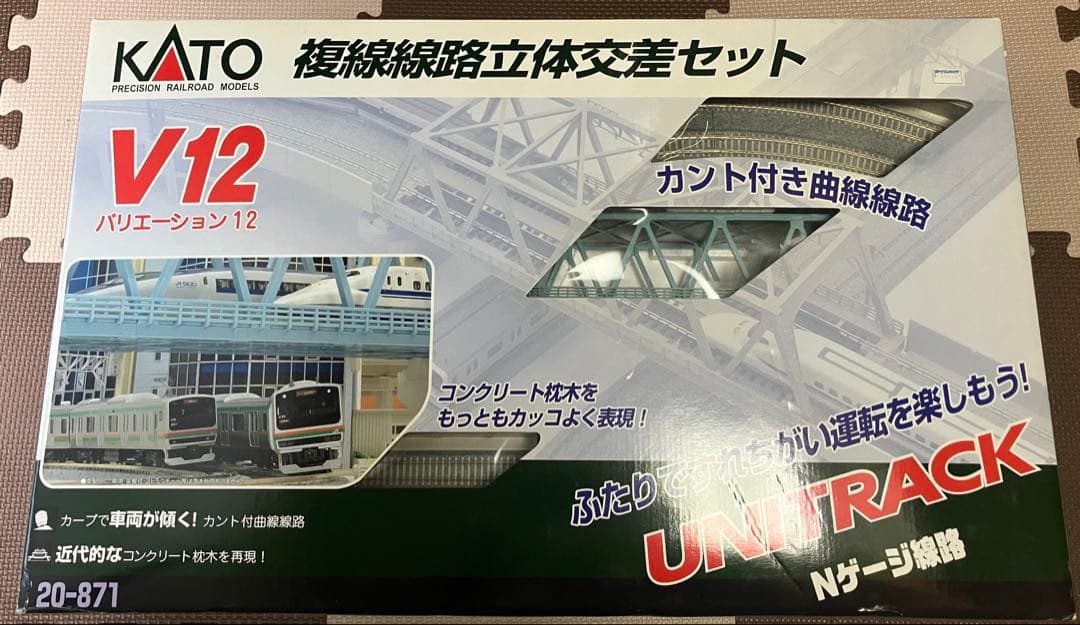 KATO
PRECISION RAILROAD MODELS
複線線路立体交差セット
V12
バリエーション12
カント付き曲線線路
コンクリート枕木を
もっともカッコよく表現！
ふたりですれちがい運転を楽しもう!
UNITRACK
Nゲージ線路
カーブで車両が傾く! カント付曲線線路
近代的なコンクリート枕木を再現！
20-871